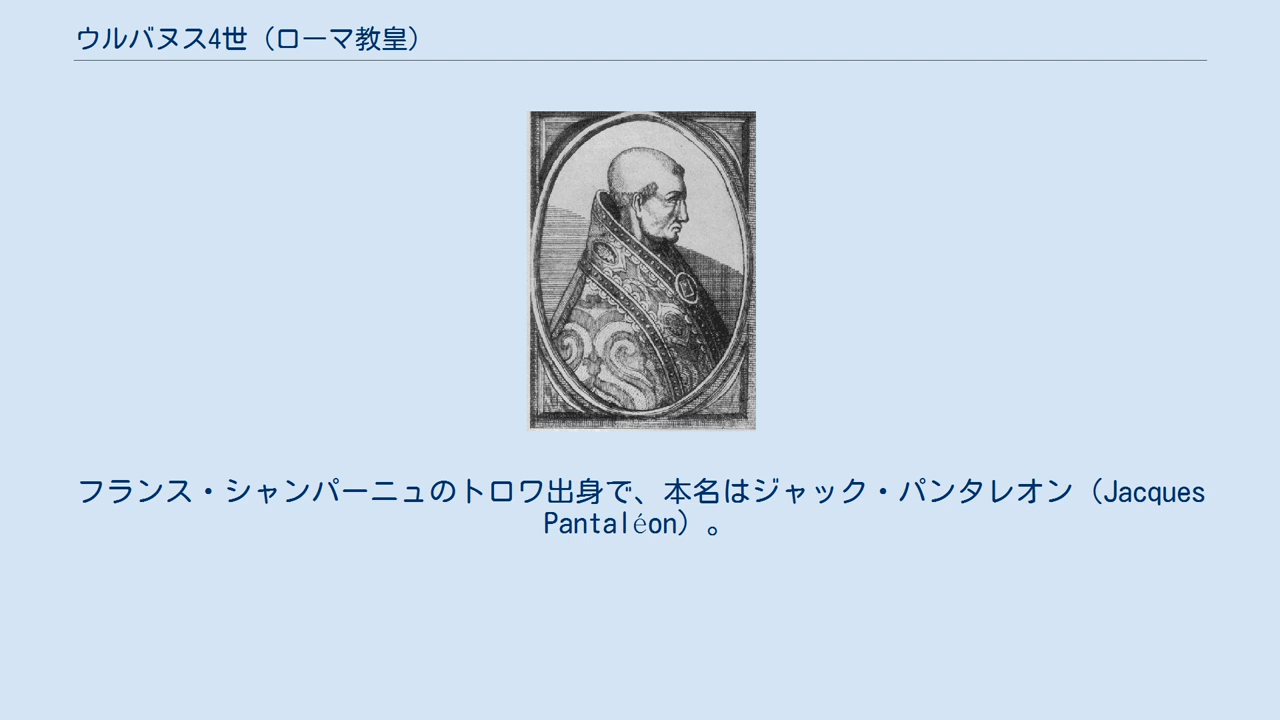 ウルバヌス4世（ローマ教皇）
フランス・シャンパーニュのトロワ出身で、本名はジャック・パンタレオン（Jacques
Pantaléon）。